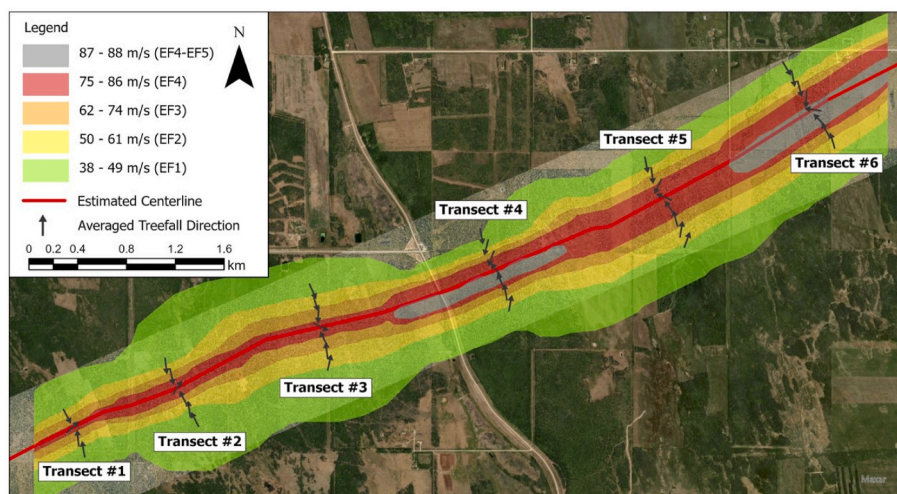 Legend
87 - 88 m/s (EF4-EF5)
75 - 86 m/s (EF4)
62 - 74 m/s (EF3)
50 - 61 m/s (EF2)
38 - 49 m/s (EF1)
Estimated Centerline
Averaged Treefall Direction
0 0.2 0.4 0.8 1.2 1.6
km
N
Transect #5
Transect #6
Transect #4
Transect #3
Transect #2
Transect #1
Maxar